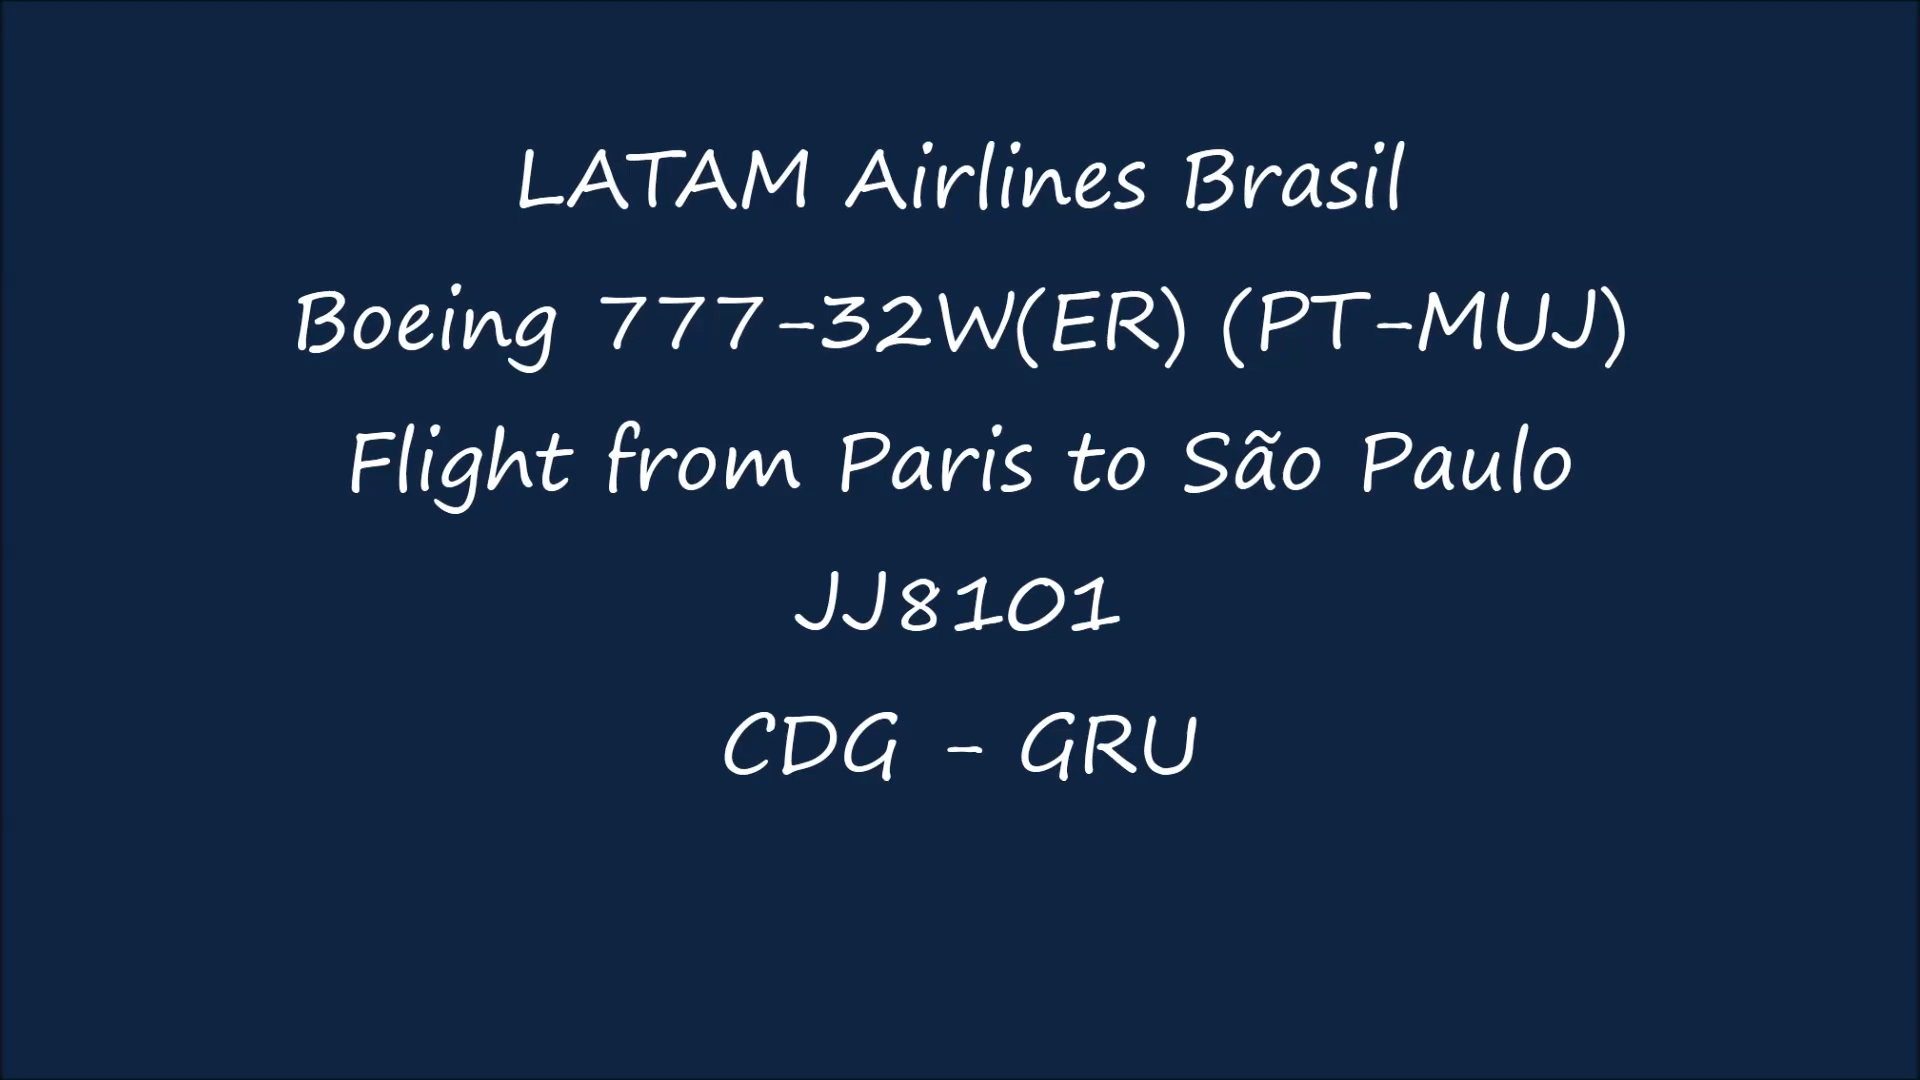 LATAM Airlines Brasil
Boeing 777-32W(ER) (PT-MUJ)
Flight from Paris to São Paulo
JJ8101
CDG - GRU